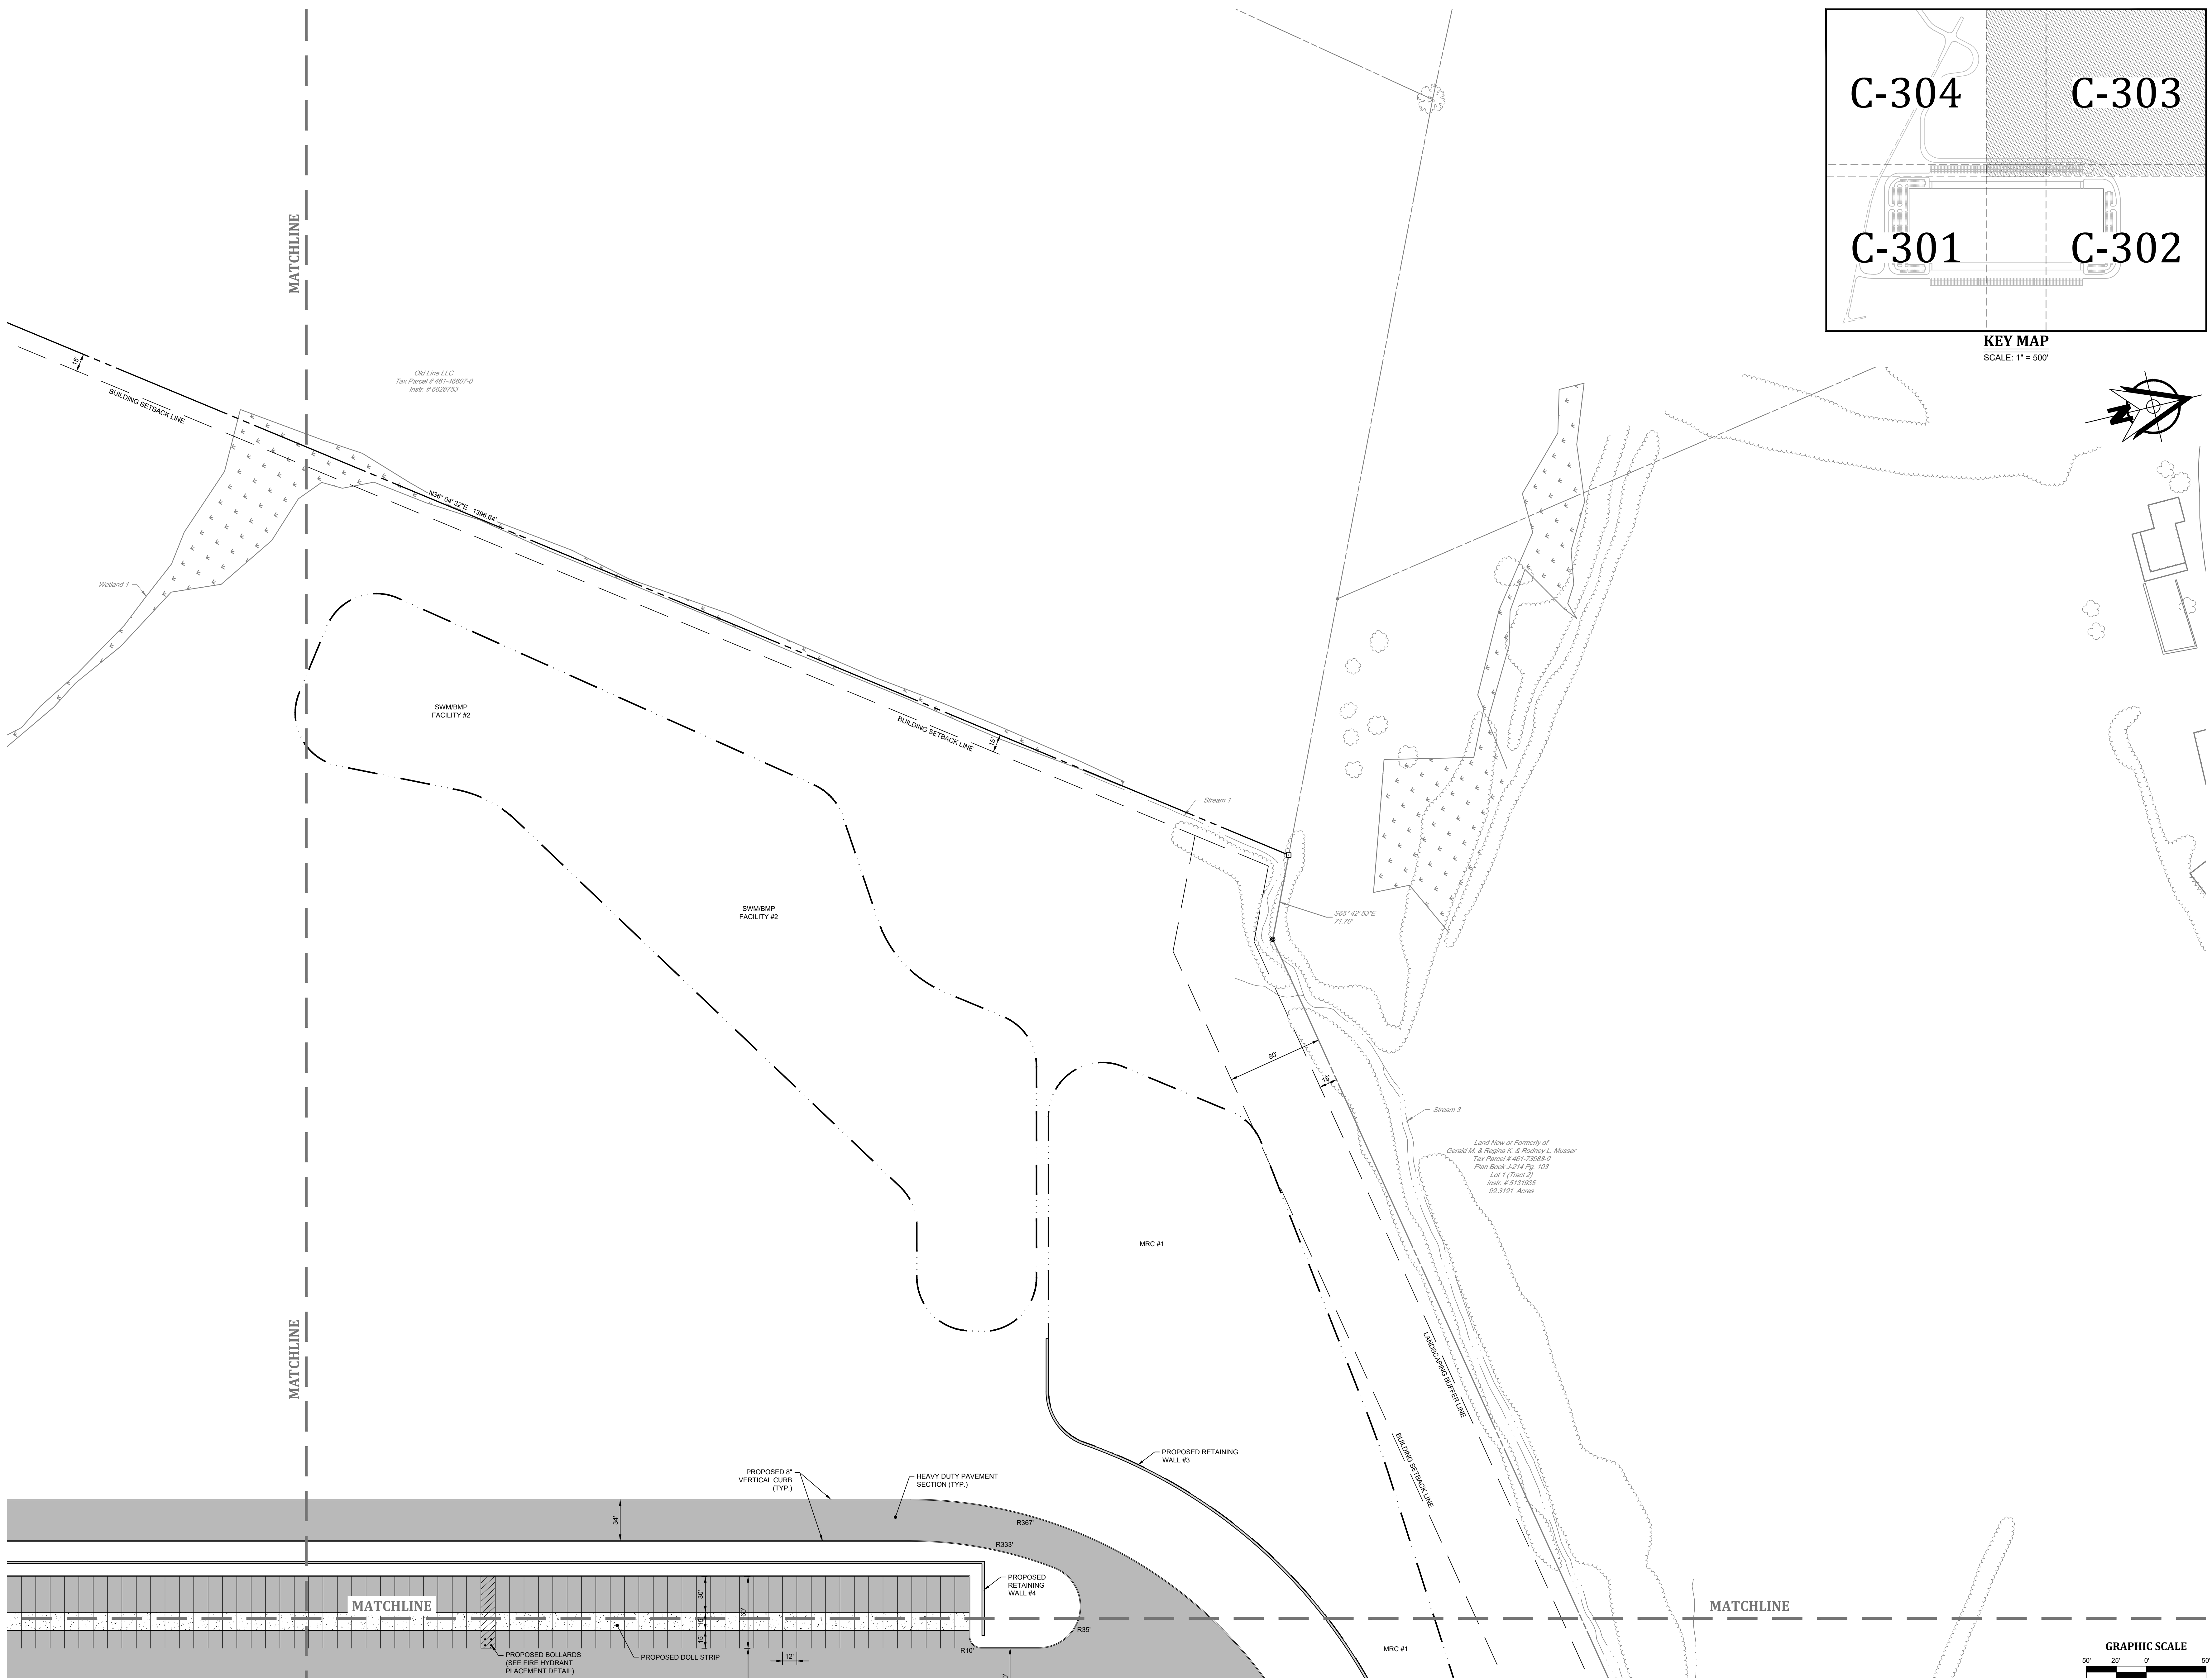 C-304
C-303
C-301
C-302
KEY MAP
SCALE: 1" = 500'
N
MATCHLINE
15'
BUILDING SETBACK LINE
Old Line LLC
Tax Parcel # 461-46607-0
Instr. # 6628753
N36° 04' 32"E 1396.64'
Wetland 1
SWM/BMP
FACILITY #2
BUILDING SETBACK LINE
15'
Stream 1
SWM/BMP
FACILITY #2
S65° 42' 53"E
71.70'
80'
15'
Stream 3
Land Now or Formerly of
Gerald M. & Regina K. & Rodney L. Musser
Tax Parcel # 461-73988-0
Plan Book J-214 Pg. 103
Lot 1 (Tract 2)
Instr. # 5131935
99.3191 Acres
MRC #1
MATCHLINE
LANDSCAPING BUFFER LINE
BUILDING SETBACK LINE
PROPOSED RETAINING
WALL #3
PROPOSED 8"
VERTICAL CURB
(TYP.)
HEAVY DUTY PAVEMENT
SECTION (TYP.)
34'
R367'
R333'
PROPOSED
RETAINING
WALL #4
30'
15'
15'
MATCHLINE
MATCHLINE
R35'
R10'
PROPOSED BOLLARDS
(SEE FIRE HYDRANT
PLACEMENT DETAIL)
PROPOSED DOLL STRIP
12'
MRC #1
GRAPHIC SCALE
50' 25' 0' 50'